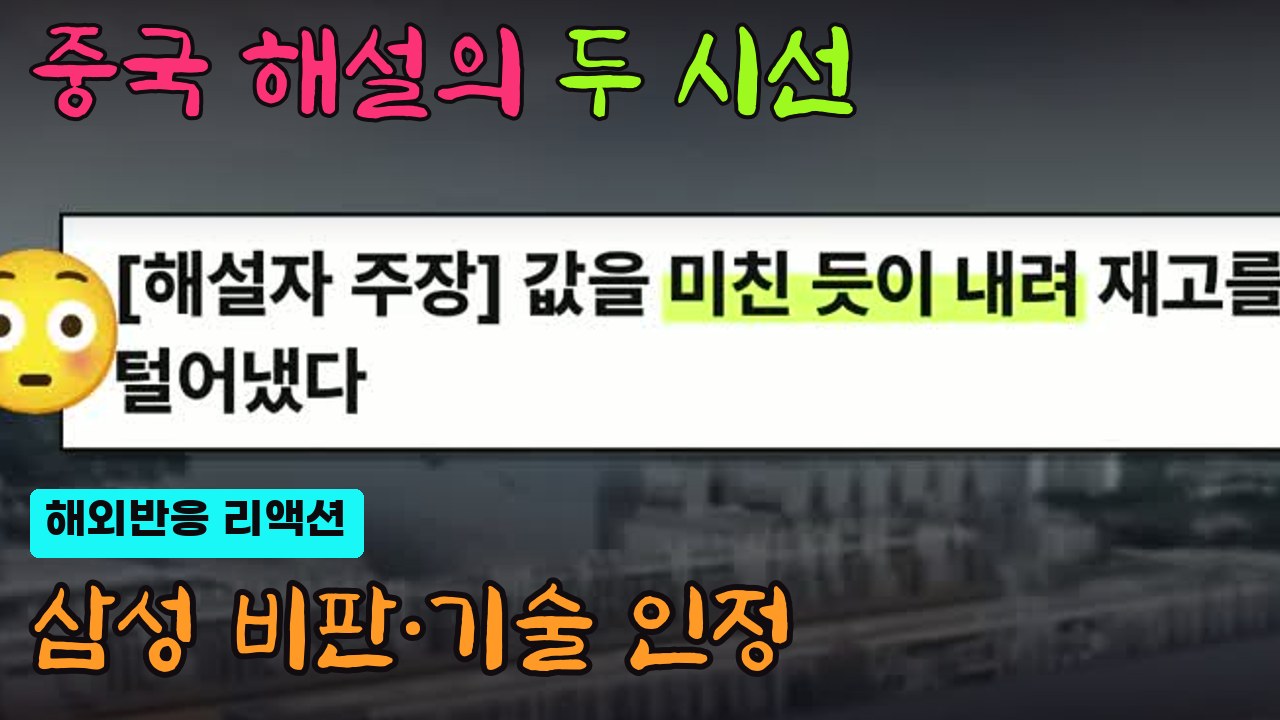 중국 해설의 두 시선
[해설자 주장] 값을 미친 듯이 내려 재고를
털어냈다
해외반응 리액션
삼성 비판·기술 인정